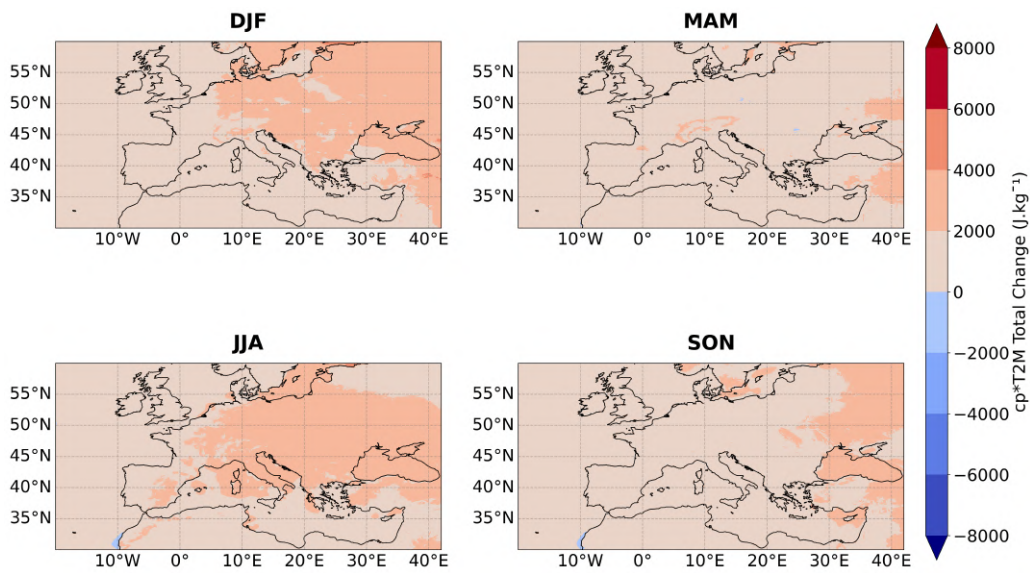 DJF
MAM
55°N
50°N
45°N
40°N
35°N
10°W 0° 10°E 20°E 30°E 40°E
55°N
50°N
45°N
40°N
35°N
10°W 0° 10°E 20°E 30°E 40°E
JJA
SON
55°N
50°N
45°N
40°N
35°N
10°W 0° 10°E 20°E 30°E 40°E
55°N
50°N
45°N
40°N
35°N
10°W 0° 10°E 20°E 30°E 40°E
8000
6000
4000
2000
0
−2000
−4000
−6000
−8000
cp*T2M Total Change (J.kg⁻¹)